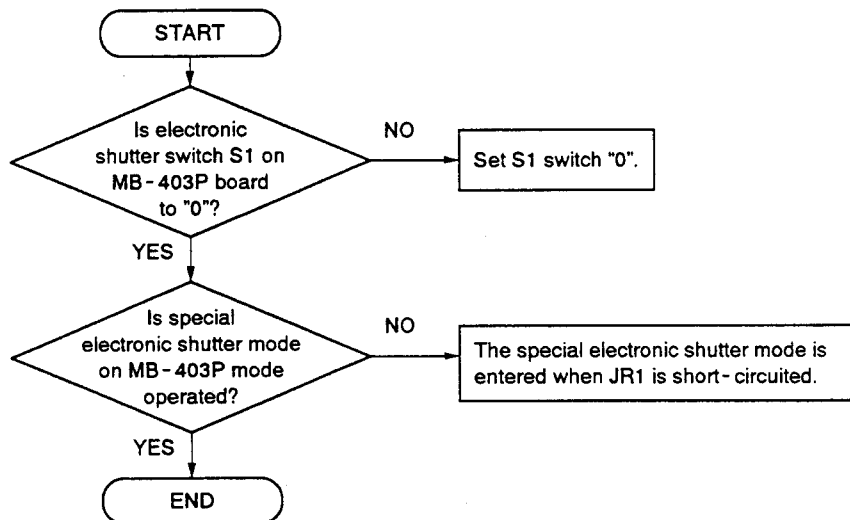 START
Is electronic
shutter switch S1 on
MB-403P board
to "0"?
NO
Set S1 switch "0".
YES
Is special
electronic shutter mode
on MB-403P mode
operated?
NO
The special electronic shutter mode is
entered when JR1 is short-circuited.
YES
END